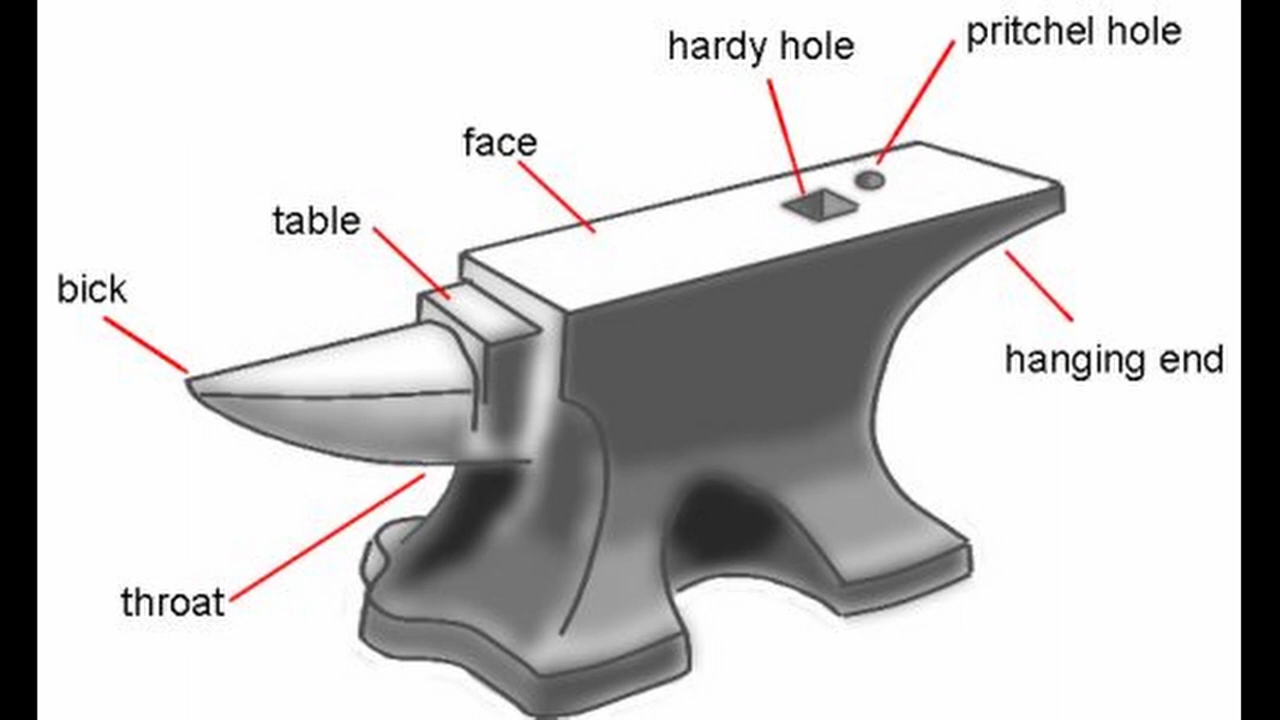 pritchel hole
hardy hole
face
table
bick
hanging end
throat